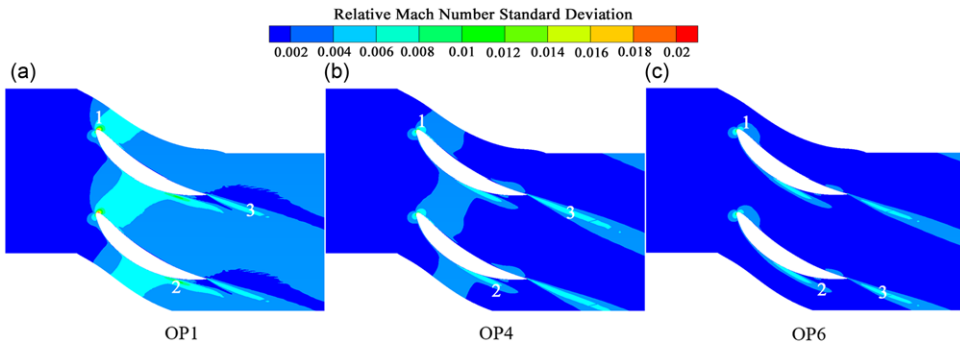 Relative Mach Number Standard Deviation
0.002 0.004 0.006 0.008 0.01 0.012 0.014 0.016 0.018 0.02
(a) (b) (c)
1 1 1
3 3
2 2 2 3
OP1 OP4 OP6